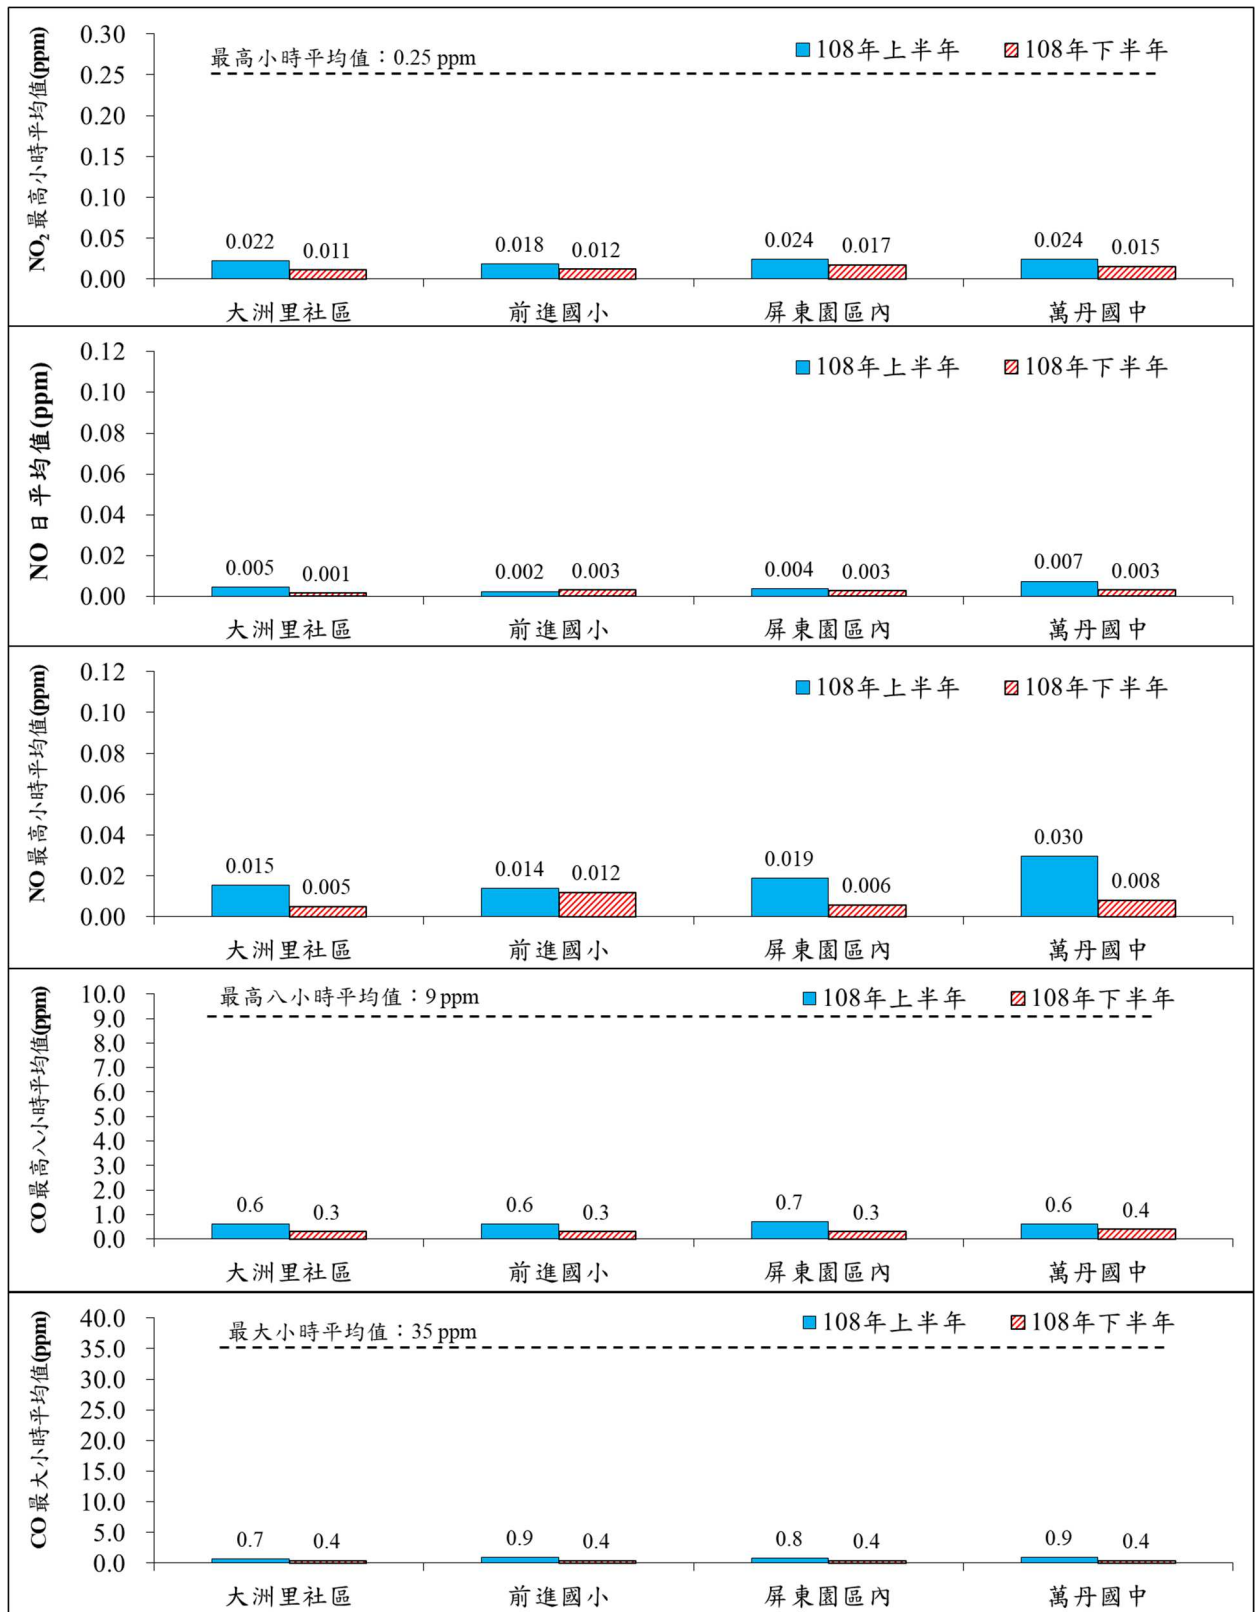 NO2最高小時平均值(ppm)
最高小時平均值：0.25 ppm
108年上半年 108年下半年
0.30
0.25
0.20
0.15
0.10
0.05
0.00
0.022 0.011 0.018 0.012 0.024 0.017 0.024 0.015
大洲里社區 前進國小 屏東園區內 萬丹國中
NO 日平均值(ppm)
108年上半年 108年下半年
0.12
0.10
0.08
0.06
0.04
0.02
0.00
0.005 0.001 0.002 0.003 0.004 0.003 0.007 0.003
大洲里社區 前進國小 屏東園區內 萬丹國中
NO最高小時平均值(ppm)
108年上半年 108年下半年
0.12
0.10
0.08
0.06
0.04
0.02
0.00
0.015 0.005 0.014 0.012 0.019 0.006 0.030 0.008
大洲里社區 前進國小 屏東園區內 萬丹國中
CO最高八小時平均值(ppm)
最高八小時平均值：9 ppm
108年上半年 108年下半年
10.0
9.0
8.0
7.0
6.0
5.0
4.0
3.0
2.0
1.0
0.0
0.6 0.3 0.6 0.3 0.7 0.3 0.6 0.4
大洲里社區 前進國小 屏東園區內 萬丹國中
CO最大小時平均值(ppm)
最大小時平均值：35 ppm
108年上半年 108年下半年
40.0
35.0
30.0
25.0
20.0
15.0
10.0
5.0
0.0
0.7 0.4 0.9 0.4 0.8 0.4 0.9 0.4
大洲里社區 前進國小 屏東園區內 萬丹國中